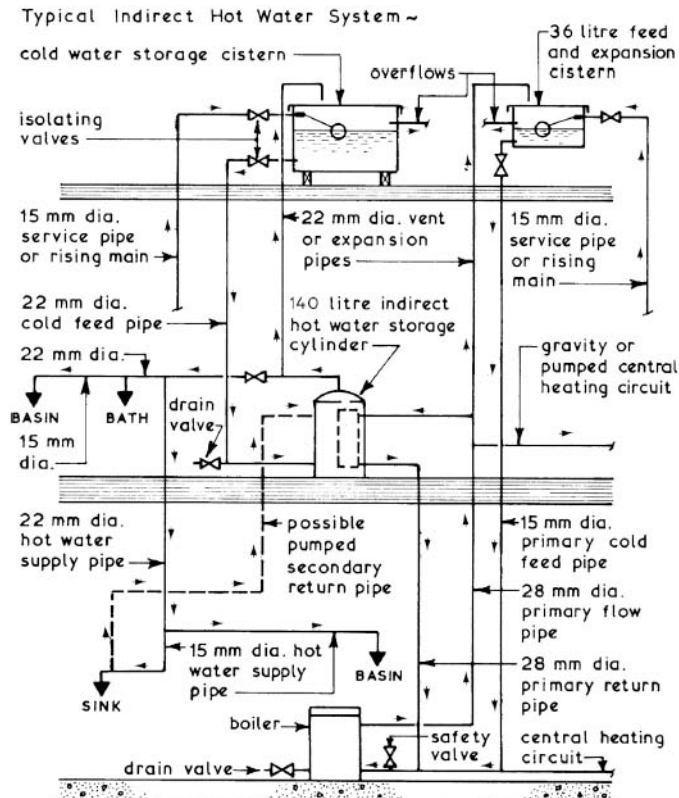 Typical Indirect Hot Water System ~
cold water storage cistern
overflows
36 litre feed
and expansion
cistern
isolating
valves
15 mm dia.
service pipe
or rising main
22 mm dia. vent
or expansion
pipes
15 mm dia.
service pipe
or rising
main
22 mm dia.
cold feed pipe
140 litre indirect
hot water storage
cylinder
22 mm dia.
gravity or
pumped central
heating circuit
BASIN
BATH
drain
valve
15 mm
dia.
22 mm dia.
hot water
supply pipe
possible
pumped
secondary
return pipe
15 mm dia.
primary cold
feed pipe
28 mm dia.
primary flow
pipe
15 mm dia. hot
water supply
pipe
BASIN
28 mm dia.
primary return
pipe
SINK
boiler
safety
valve
central heating
circuit
drain valve